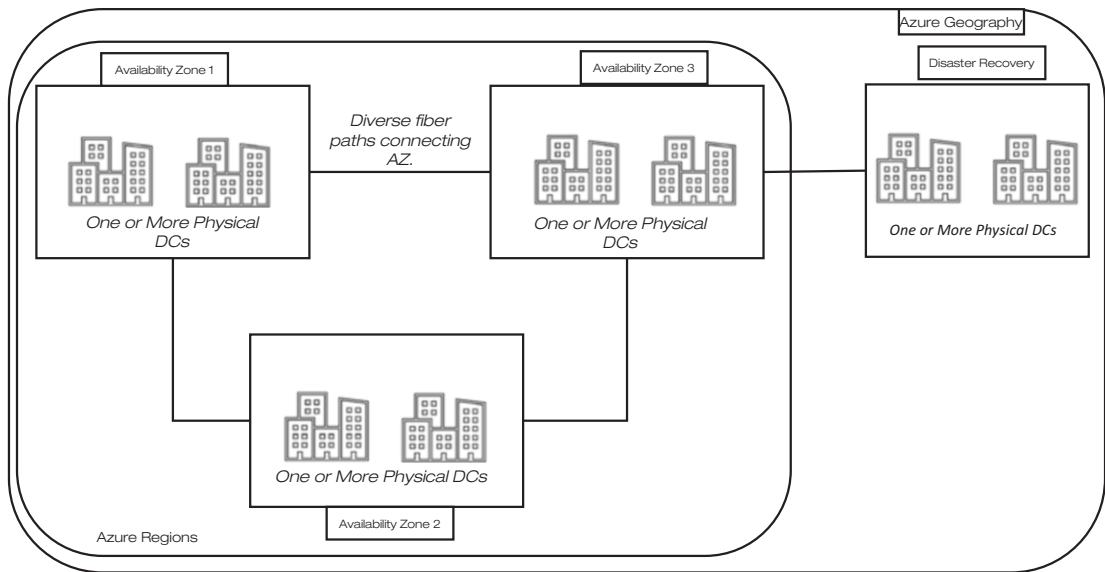 Azure Geography
Disaster Recovery
Availability Zone 1
Availability Zone 3
Diverse fiber
paths connecting
AZ.
One or More Physical
DCs
One or More Physical
DCs
One or More Physical DCs
One or More Physical DCs
Availability Zone 2
Azure Regions